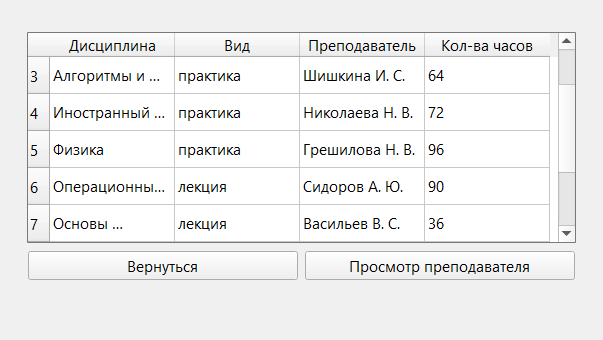 Дисциплина Вид Преподаватель Кол-ва часов
3 Алгоритмы и ... практика Шишкина И. С. 64
4 Иностранный ... практика Николаева Н. В. 72
5 Физика практика Грешилова Н. В. 96
6 Операционны... лекция Сидоров А. Ю. 90
7 Основы ... лекция Васильев В. С. 36
Вернуться Просмотр преподавателя